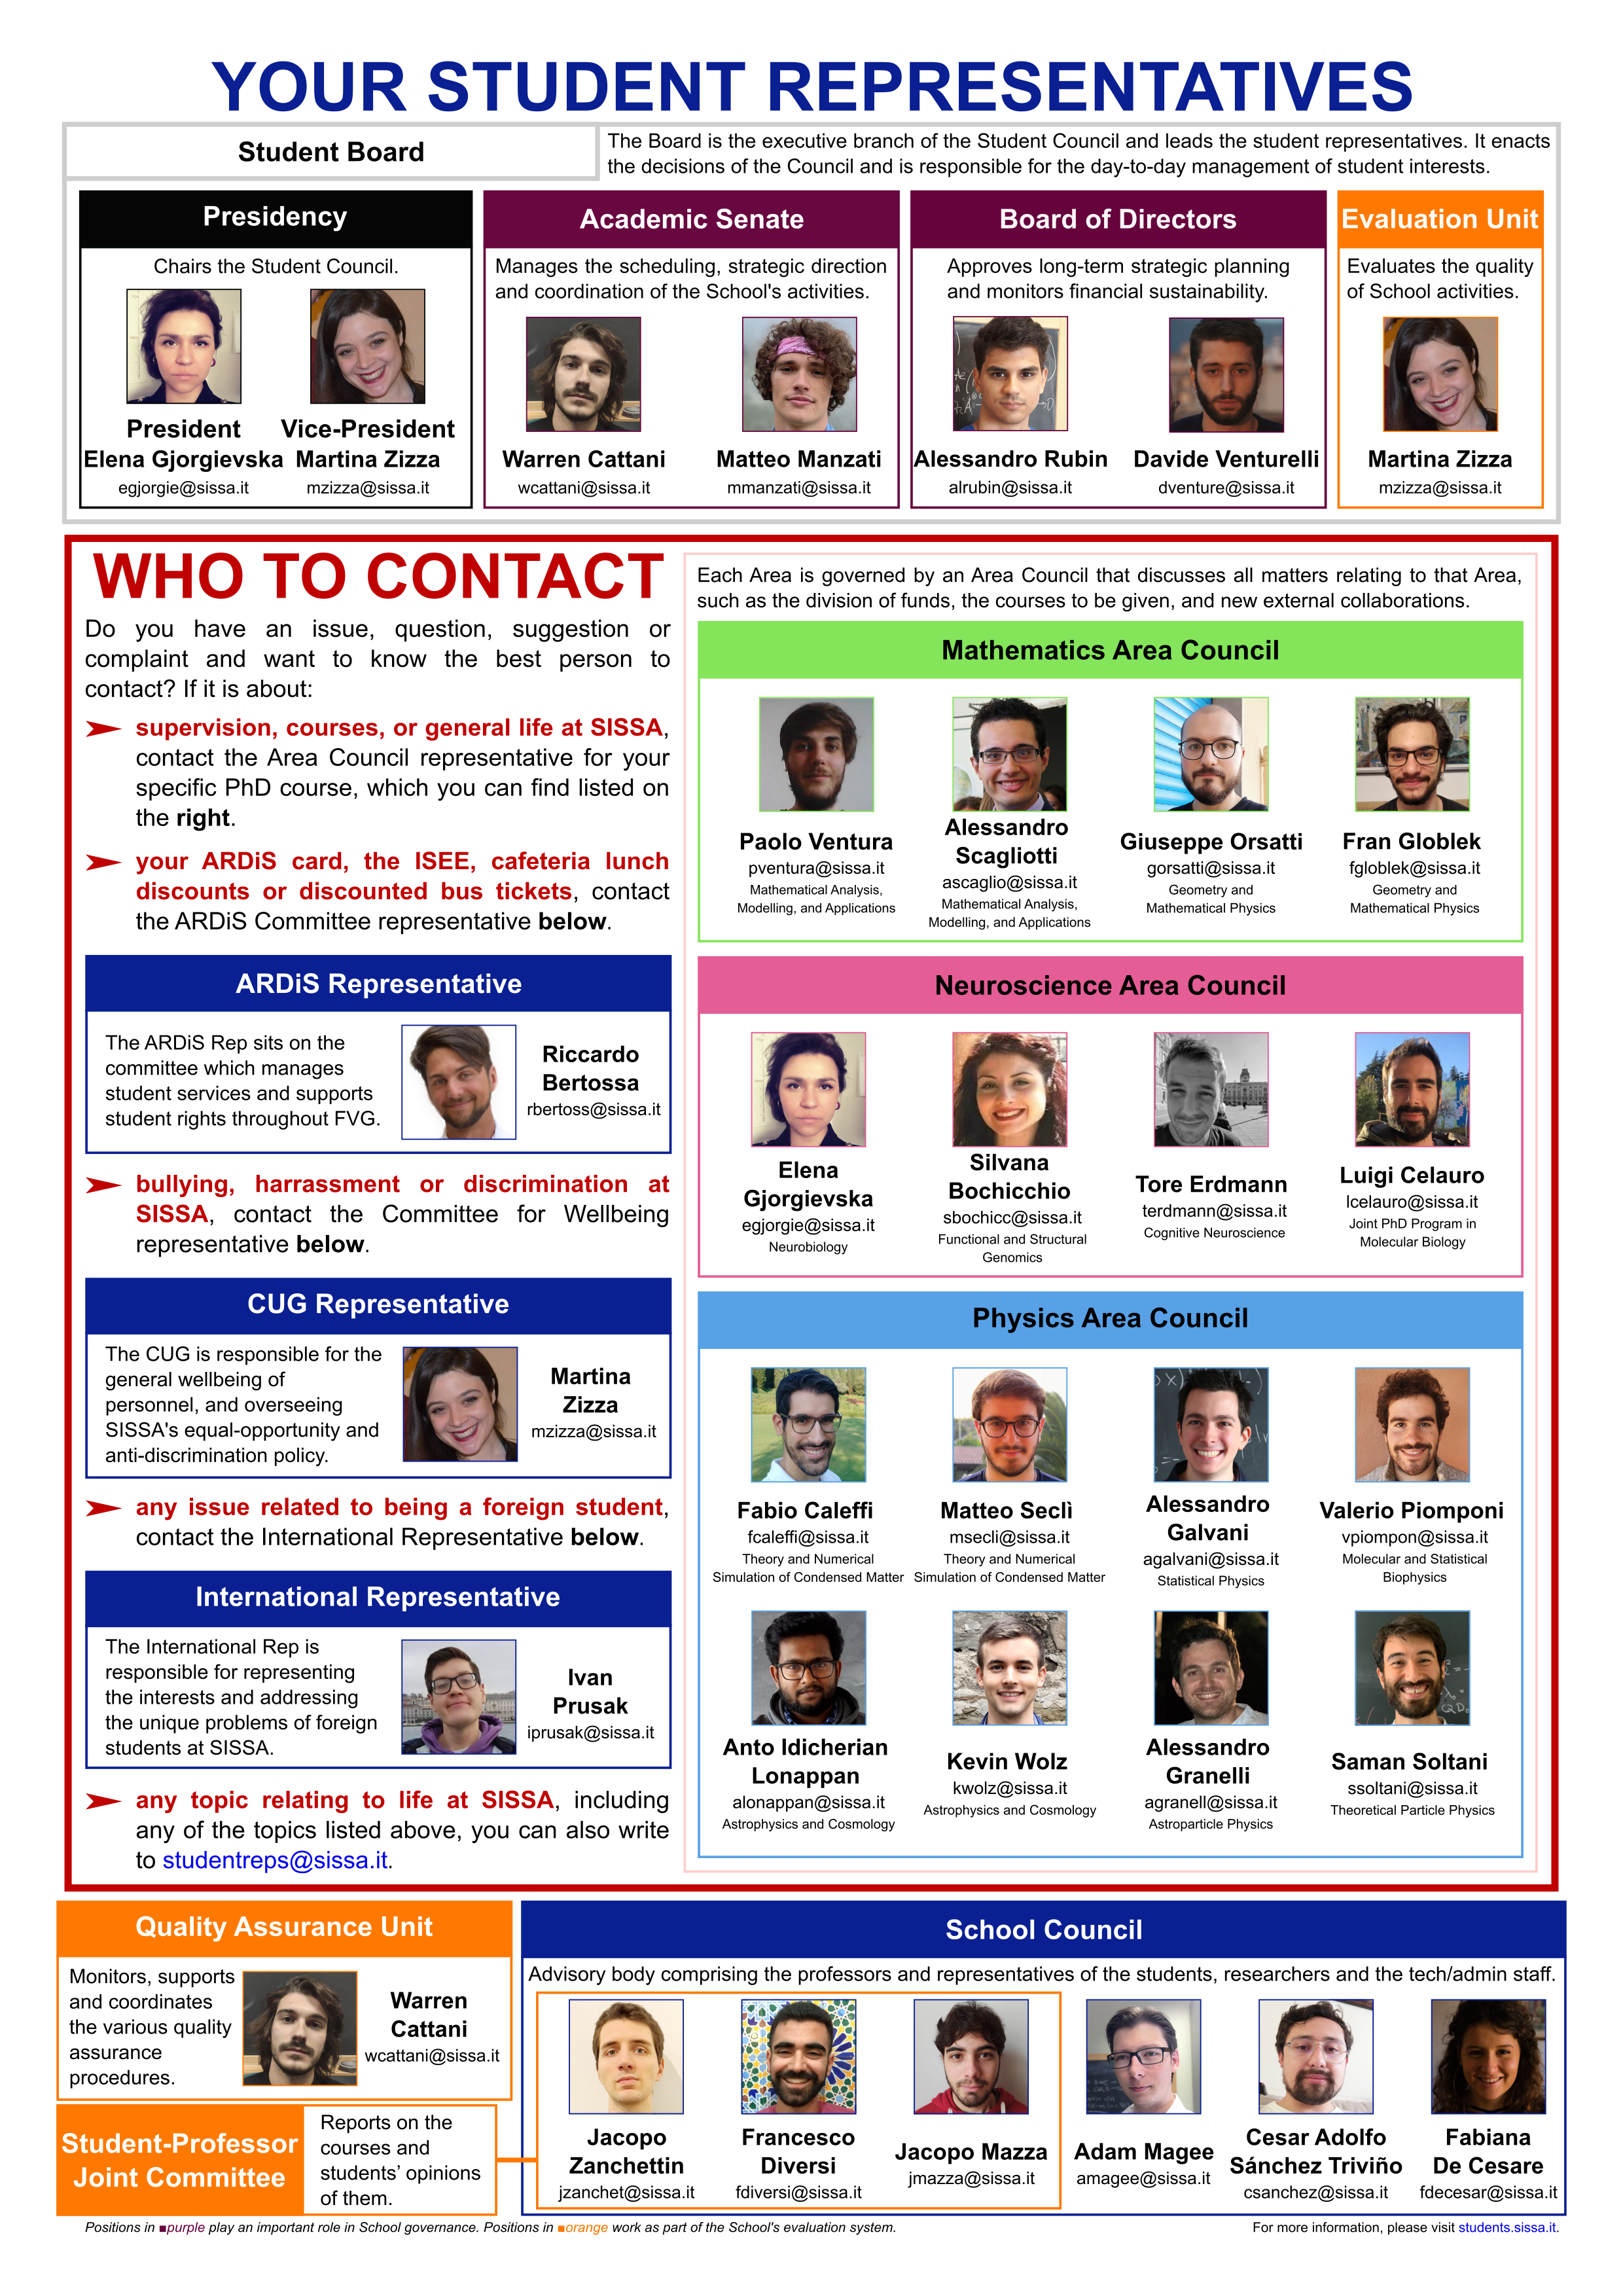 YOUR STUDENT REPRESENTATIVES
Student Board
The Board is the executive branch of the Student Council and leads the student representatives. It enacts
the decisions of the Council and is responsible for the day-to-day management of student interests.
Presidency
Chairs the Student Council.
President
Elena Gjorgievska
egjorgie@sissa.it
Vice-President
Martina Zizza
mzizza@sissa.it
Academic Senate
Manages the scheduling, strategic direction
and coordination of the School's activities.
Warren Cattani
wcattani@sissa.it
Matteo Manzati
mmanzati@sissa.it
Board of Directors
Approves long-term strategic planning
and monitors financial sustainability.
Alessandro Rubin
alrubin@sissa.it
Davide Venturelli
dventure@sissa.it
Evaluation Unit
Evaluates the quality
of School activities.
Martina Zizza
mzizza@sissa.it
WHO TO CONTACT
Do you have an issue, question, suggestion or
complaint and want to know the best person to
contact? If it is about:
supervision, courses, or general life at SISSA,
contact the Area Council representative for your
specific PhD course, which you can find listed on
the right.
your ARDiS card, the ISEE, cafeteria lunch
discounts or discounted bus tickets, contact
the ARDiS Committee representative below.
ARDiS Representative
The ARDiS Rep sits on the
committee which manages
student services and supports
student rights throughout FVG.
Riccardo
Bertossa
rbertoss@sissa.it
bullying, harrassment or discrimination at
SISSA, contact the Committee for Wellbeing
representative below.
CUG Representative
The CUG is responsible for the
general wellbeing of
personnel, and overseeing
SISSA's equal-opportunity and
anti-discrimination policy.
Martina
Zizza
mzizza@sissa.it
any issue related to being a foreign student,
contact the International Representative below.
International Representative
The International Rep is
responsible for representing
the interests and addressing
the unique problems of foreign
students at SISSA.
Ivan
Prusak
iprusak@sissa.it
any topic relating to life at SISSA, including
any of the topics listed above, you can also write
to studentreps@sissa.it.
Each Area is governed by an Area Council that discusses all matters relating to that Area,
such as the division of funds, the courses to be given, and new external collaborations.
Mathematics Area Council
Paolo Ventura
pventura@sissa.it
Mathematical Analysis,
Modelling, and Applications
Alessandro
Scagliotti
ascaglio@sissa.it
Mathematical Analysis,
Modelling, and Applications
Giuseppe Orsatti
gorsatti@sissa.it
Geometry and
Mathematical Physics
Fran Globlek
fgloblek@sissa.it
Geometry and
Mathematical Physics
Neuroscience Area Council
Elena
Gjorgievska
egjorgie@sissa.it
Neurobiology
Silvana
Bochicchio
sbochicc@sissa.it
Functional and Structural
Genomics
Tore Erdmann
terdmann@sissa.it
Cognitive Neuroscience
Luigi Celauro
lcelauro@sissa.it
Joint PhD Program in
Molecular Biology
Physics Area Council
Fabio Caleffi
fcaleffi@sissa.it
Theory and Numerical
Simulation of Condensed Matter
Matteo Seclì
msecli@sissa.it
Theory and Numerical
Simulation of Condensed Matter
Alessandro
Galvani
agalvani@sissa.it
Statistical Physics
Valerio Piomponi
vpiompon@sissa.it
Molecular and Statistical
Biophysics
Anto Idicherian
Lonappan
alonappan@sissa.it
Astrophysics and Cosmology
Kevin Wolz
kwolz@sissa.it
Astrophysics and Cosmology
Alessandro
Granelli
agranell@sissa.it
Astroparticle Physics
Saman Soltani
ssoltani@sissa.it
Theoretical Particle Physics
Quality Assurance Unit
Monitors, supports
and coordinates
the various quality
assurance
procedures.
Warren
Cattani
wcattani@sissa.it
Student-Professor
Joint Committee
Reports on the
courses and
students’ opinions
of them.
School Council
Advisory body comprising the professors and representatives of the students, researchers and the tech/admin staff.
Jacopo
Zanchettin
jzanchet@sissa.it
Francesco
Diversi
fdiversi@sissa.it
Jacopo Mazza
jmazza@sissa.it
Adam Magee
amagee@sissa.it
Cesar Adolfo
Sánchez Triviño
csanchez@sissa.it
Fabiana
De Cesare
fdecesar@sissa.it
Positions in ■purple play an important role in School governance. Positions in ■orange work as part of the School's evaluation system.
For more information, please visit students.sissa.it.